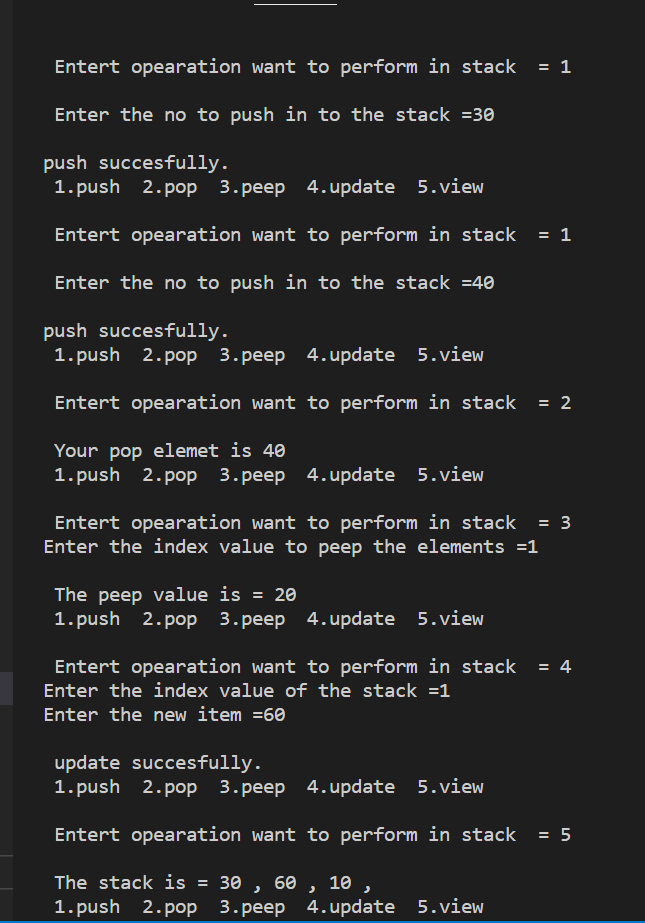 Entert opearation want to perform in stack  = 1
Enter the no to push in to the stack =30
push succesfully.
1.push  2.pop  3.peep  4.update  5.view
Entert opearation want to perform in stack  = 1
Enter the no to push in to the stack =40
push succesfully.
1.push  2.pop  3.peep  4.update  5.view
Entert opearation want to perform in stack  = 2
Your pop elemet is 40
1.push  2.pop  3.peep  4.update  5.view
Entert opearation want to perform in stack  = 3
Enter the index value to peep the elements =1
The peep value is = 20
1.push  2.pop  3.peep  4.update  5.view
Entert opearation want to perform in stack  = 4
Enter the index value of the stack =1
Enter the new item =60
update succesfully.
1.push  2.pop  3.peep  4.update  5.view
Entert opearation want to perform in stack  = 5
The stack is = 30 , 60 , 10 ,
1.push  2.pop  3.peep  4.update  5.view